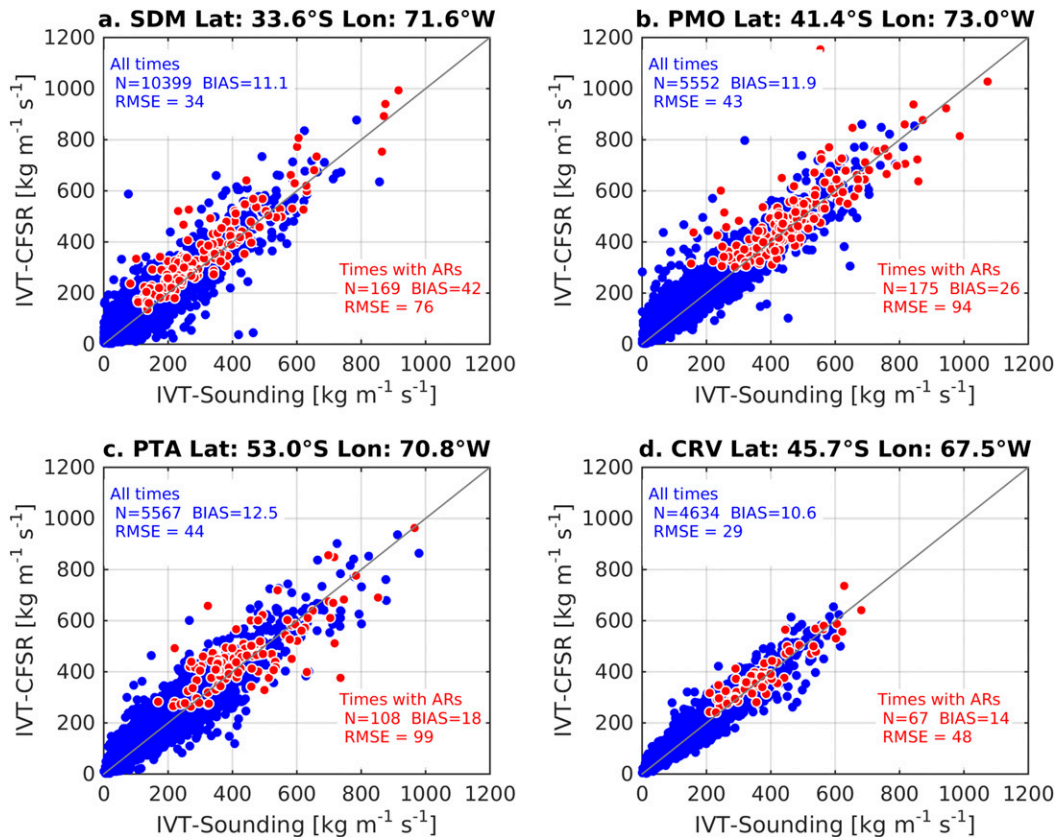 a. SDM Lat: 33.6°S Lon: 71.6°W
1200
1000
800
600
400
200
0
IVT-CFSR [kg m⁻¹ s⁻¹]
All times
N=10399 BIAS=11.1
RMSE = 34
Times with ARs
N=169 BIAS=42
RMSE = 76
0 200 400 600 800 1000 1200
IVT-Sounding [kg m⁻¹ s⁻¹]
b. PMO Lat: 41.4°S Lon: 73.0°W
1200
1000
800
600
400
200
0
IVT-CFSR [kg m⁻¹ s⁻¹]
All times
N=5552 BIAS=11.9
RMSE = 43
Times with ARs
N=175 BIAS=26
RMSE = 94
0 200 400 600 800 1000 1200
IVT-Sounding [kg m⁻¹ s⁻¹]
c. PTA Lat: 53.0°S Lon: 70.8°W
1200
1000
800
600
400
200
0
IVT-CFSR [kg m⁻¹ s⁻¹]
All times
N=5567 BIAS=12.5
RMSE = 44
Times with ARs
N=108 BIAS=18
RMSE = 99
0 200 400 600 800 1000 1200
IVT-Sounding [kg m⁻¹ s⁻¹]
d. CRV Lat: 45.7°S Lon: 67.5°W
1200
1000
800
600
400
200
0
IVT-CFSR [kg m⁻¹ s⁻¹]
All times
N=4634 BIAS=10.6
RMSE = 29
Times with ARs
N=67 BIAS=14
RMSE = 48
0 200 400 600 800 1000 1200
IVT-Sounding [kg m⁻¹ s⁻¹]